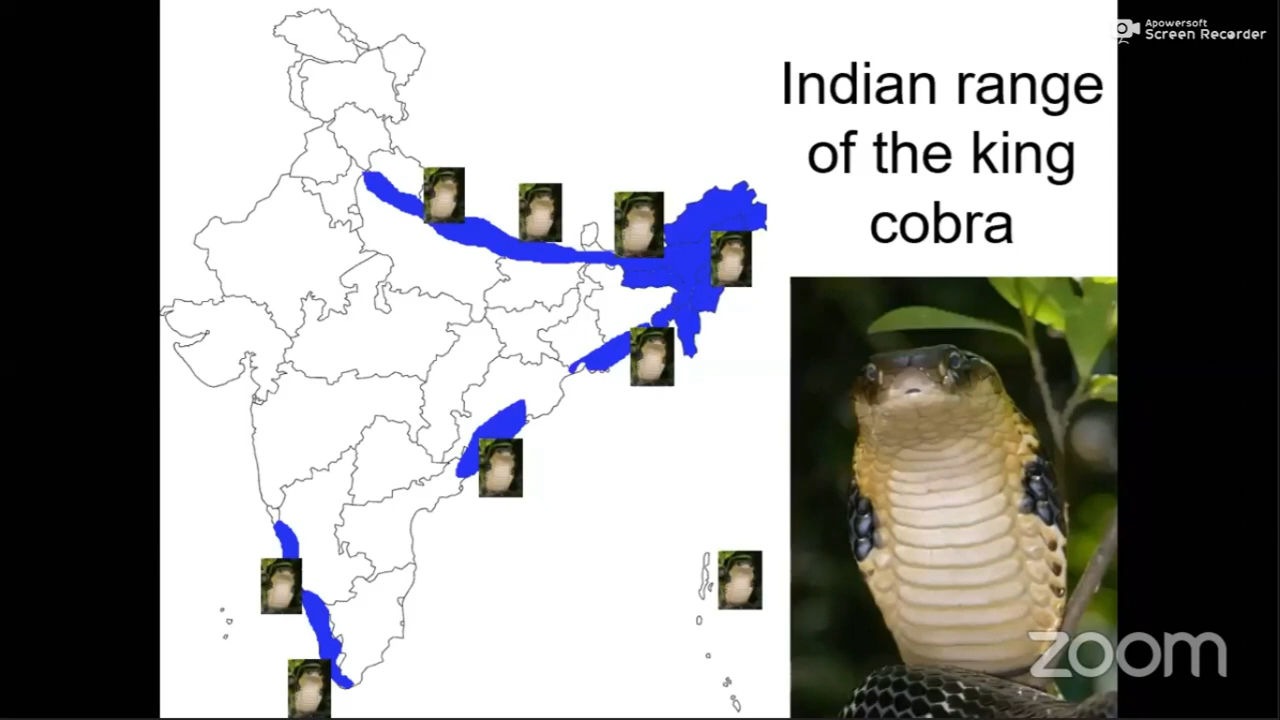 Apowersoft
Screen Recorder
Indian range
of the king
cobra
zoom